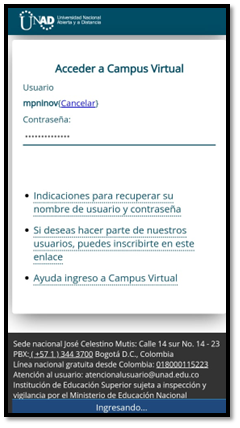 UNAD Universidad Nacional
Abierta y a Distancia
Acceder a Campus Virtual
Usuario
mpninov(Cancelar)
Contraseña:
••••••••••••••
• Indicaciones para recuperar su
nombre de usuario y contraseña
• Si deseas hacer parte de nuestros
usuarios, puedes inscribirte en este
enlace
• Ayuda ingreso a Campus Virtual
Sede nacional José Celestino Mutis: Calle 14 sur No. 14 - 23
PBX: ( +57 1 ) 344 3700 Bogotá D.C., Colombia
Línea nacional gratuita desde Colombia: 018000115223
Atención al usuario: atencionalusuario@unad.edu.co
Institución de Educación Superior sujeta a inspección y
vigilancia por el Ministerio de Educación Nacional
Ingresando...